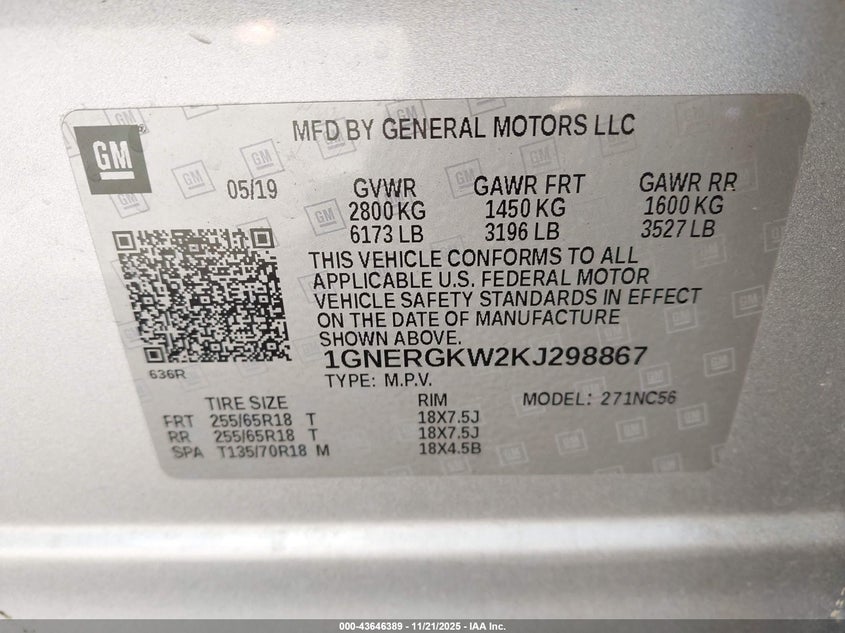 GM
MFD BY GENERAL MOTORS LLC
05/19
GVWR GAWR FRT GAWR RR
2800 KG 1450 KG 1600 KG
6173 LB 3196 LB 3527 LB
THIS VEHICLE CONFORMS TO ALL
APPLICABLE U.S. FEDERAL MOTOR
VEHICLE SAFETY STANDARDS IN EFFECT
ON THE DATE OF MANUFACTURE
SHOWN ABOVE.
1GNERGKW2KJ298867
636R
TYPE: M.P.V.
TIRE SIZE RIM MODEL: 271NC56
FRT 255/65R18 T 18X7.5J
RR 255/65R18 T 18X7.5J
SPA T135/70R18 M 18X4.5B
000-43646389 - 11/21/2025 - IAA Inc.